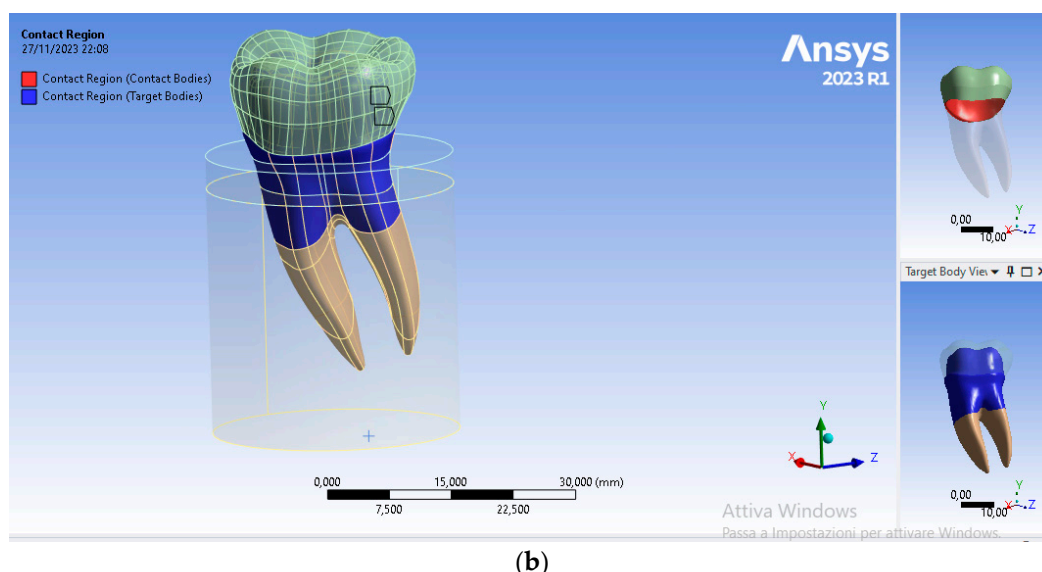 Contact Region
27/11/2023 22:08
Contact Region (Contact Bodies)
Contact Region (Target Bodies)
Ansys
2023 R1
0,000 15,000 30,000 (mm)
7,500 22,500
Y
X
Z
0,00
10,00
Y
X
Z
Target Body
0,00
10,00
Y
X
Z
Attiva Windows
Passa a Impostazioni per attivare Windows.
(b)